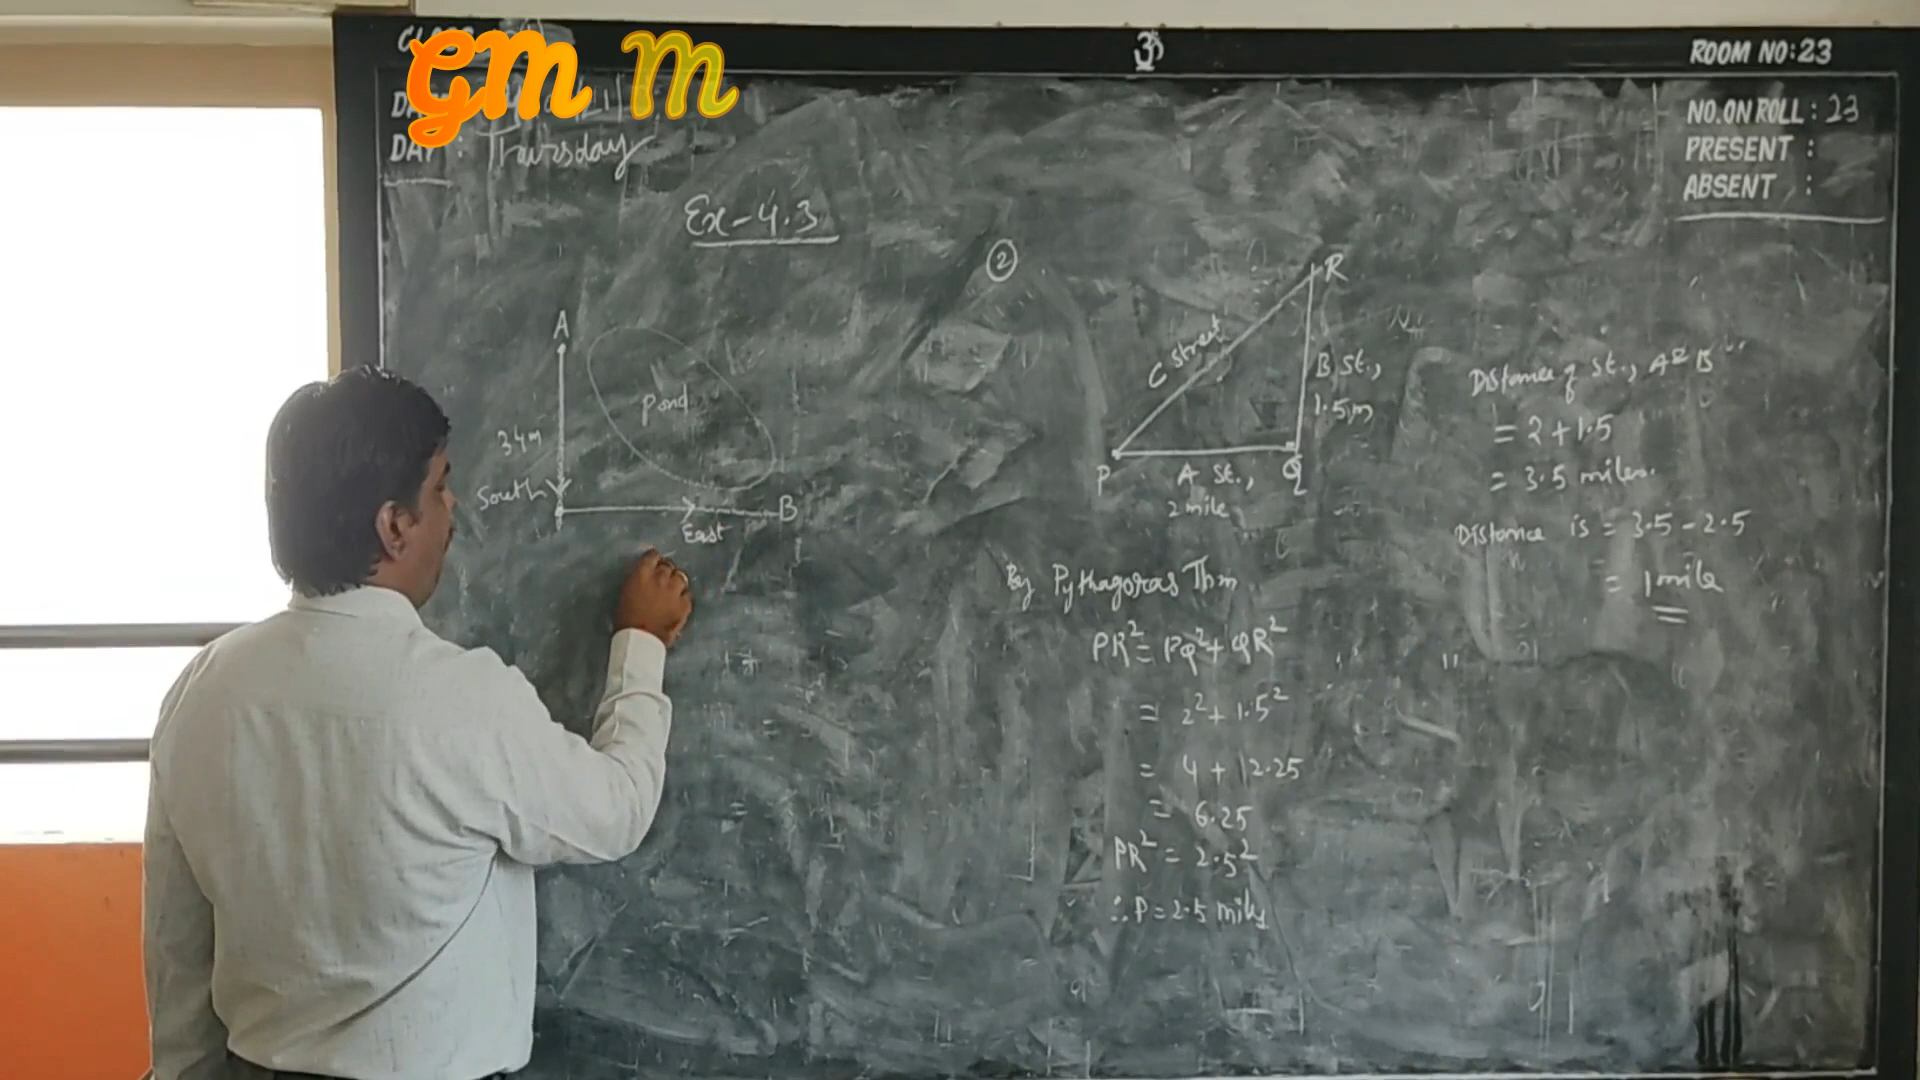 GM M
ROOM NO:23
NO.ON ROLL: 23
PRESENT :
ABSENT :
DAY : Thursday
Ex-4.3
A
Pond
34m
South
East
B
2
R
C street
B St.,
1.5m
P
A St.,
Q
2 mile
By Pythagoras Thm
PR² = PQ² + QR²
= 2² + 1.5²
= 4 + 12.25
= 6.25
PR² = 2.5²
∴ P = 2.5 miles
Distance of St., A & B
= 2 + 1.5
= 3.5 miles.
Distance is = 3.5 - 2.5
= 1 mile